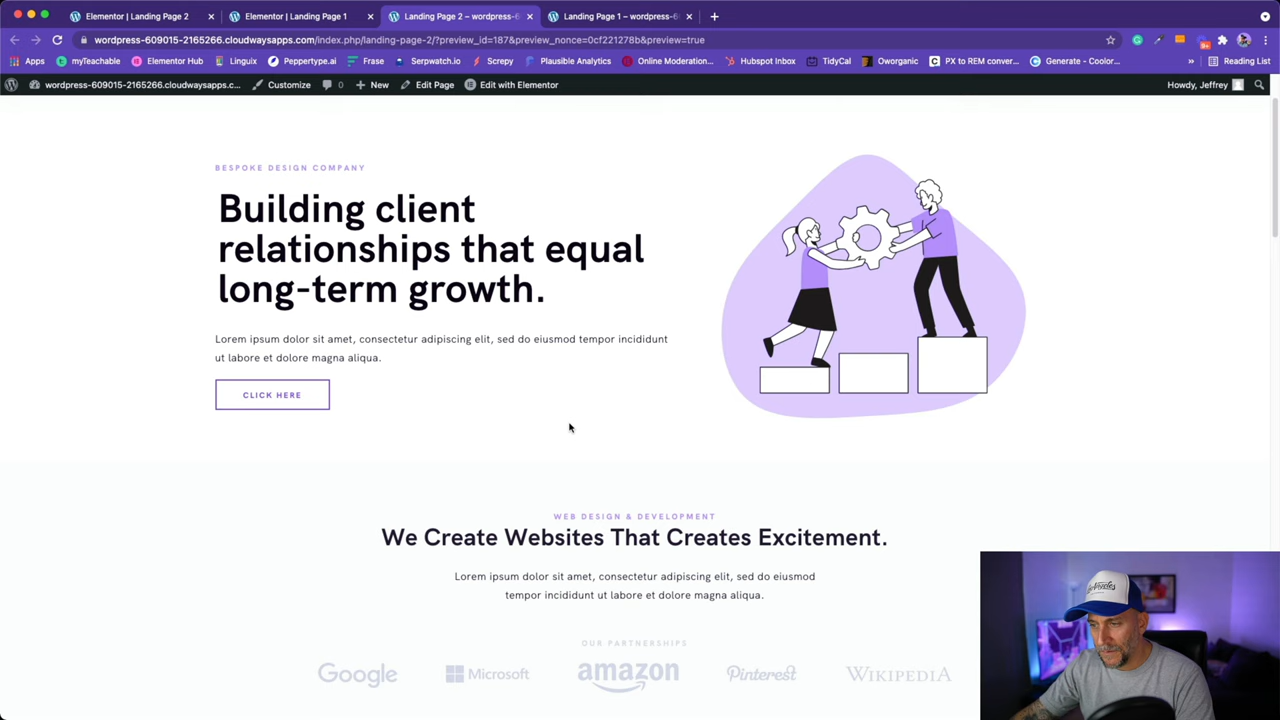 Elementor | Landing Page 2
Elementor | Landing Page 1
Landing Page 2 – wordpress-6
Landing Page 1 – wordpress-60
wordpress-609015-2165266.cloudwaysapps.com/index.php/landing-page-2/?preview_id=187&preview_nonce=0cf221278b&preview=true
Apps
myTeachable
Elementor Hub
Linguix
Peppertype.ai
Frase
Serpwatch.io
Screpy
Plausible Analytics
Online Moderation...
Hubspot Inbox
TidyCal
Oworganic
PX to REM conver...
Generate - Coolor...
»
Reading List
wordpress-609015-2165266.cloudwaysapps.c...
Customize
0
New
Edit Page
Edit with Elementor
Howdy, Jeffrey
BESPOKE DESIGN COMPANY
Building client
relationships that equal
long-term growth.
Lorem ipsum dolor sit amet, consectetur adipiscing elit, sed do eiusmod tempor incididunt
ut labore et dolore magna aliqua.
CLICK HERE
WEB DESIGN & DEVELOPMENT
We Create Websites That Creates Excitement.
Lorem ipsum dolor sit amet, consectetur adipiscing elit, sed do eiusmod
tempor incididunt ut labore et dolore magna aliqua.
OUR PARTNERSHIPS
Google
Microsoft
amazon
Pinterest
WIKIPEDIA